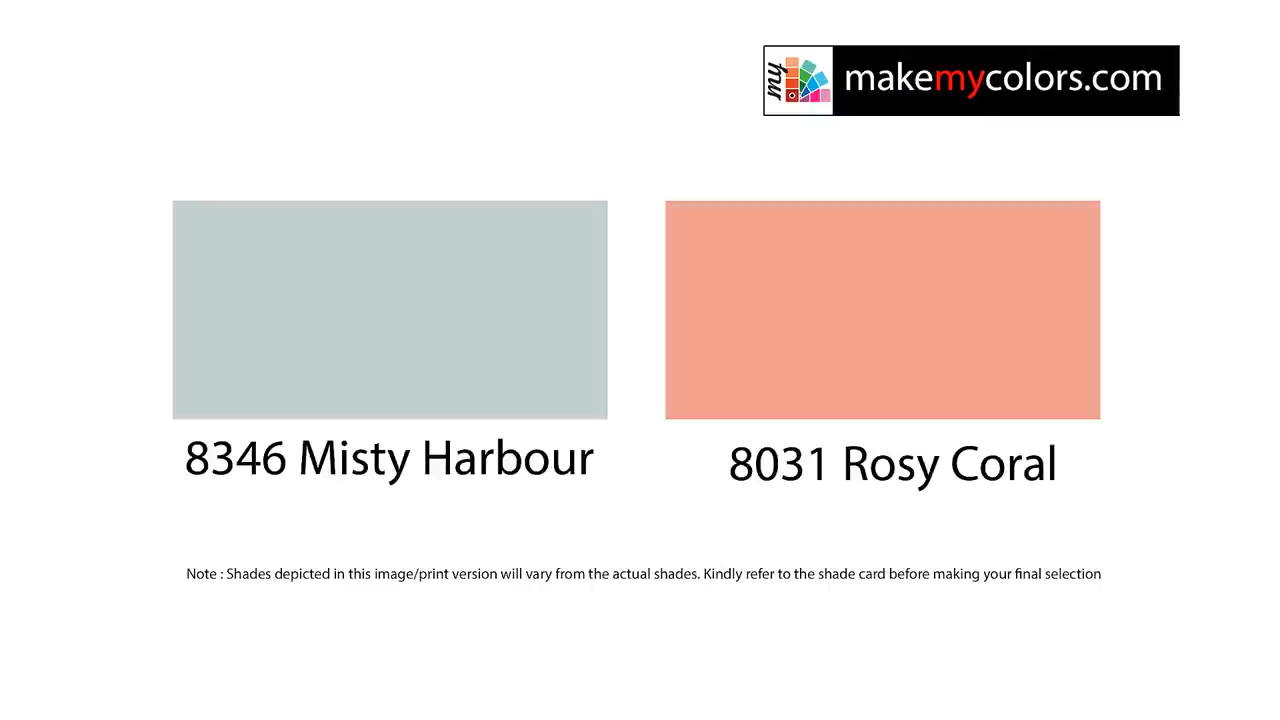 my
makemycolors.com
8346 Misty Harbour
8031 Rosy Coral
Note : Shades depicted in this image/print version will vary from the actual shades. Kindly refer to the shade card before making your final selection